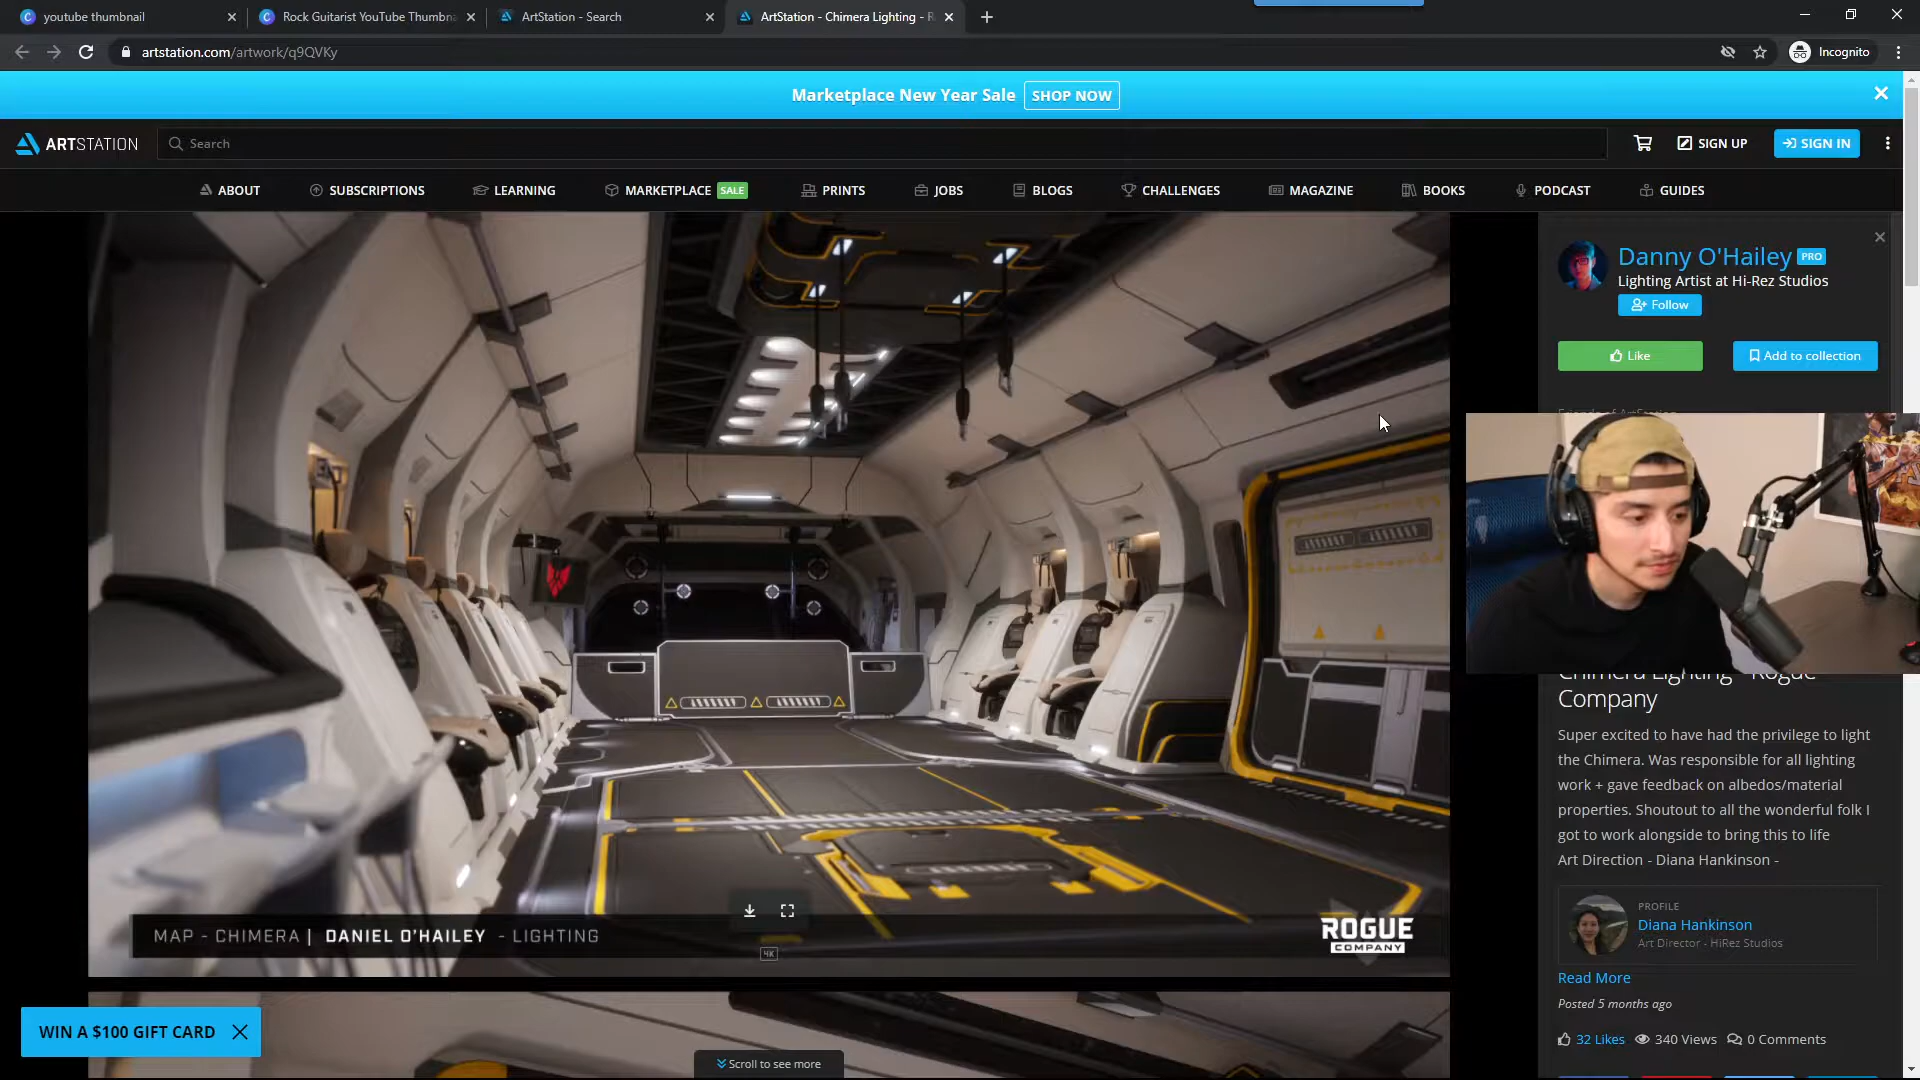 youtube thumbnail
Rock Guitarist YouTube Thumbn
ArtStation - Search
ArtStation - Chimera Lighting - R
artstation.com/artwork/q9QVKy
Incognito
Marketplace New Year Sale
SHOP NOW
ARTSTATION
Search
SIGN UP
SIGN IN
ABOUT
SUBSCRIPTIONS
LEARNING
MARKETPLACE SALE
PRINTS
JOBS
BLOGS
CHALLENGES
MAGAZINE
BOOKS
PODCAST
GUIDES
Danny O'Hailey PRO
Lighting Artist at Hi-Rez Studios
Follow
Like
Add to collection
Chimera Lighting - Rogue
Company
Super excited to have had the privilege to light
the Chimera. Was responsible for all lighting
work + gave feedback on albedos/material
properties. Shoutout to all the wonderful folk I
got to work alongside to bring this to life
Art Direction - Diana Hankinson -
PROFILE
Diana Hankinson
Art Director - HiRez Studios
Read More
Posted 5 months ago
32 Likes
340 Views
0 Comments
MAP - CHIMERA | DANIEL O'HAILEY - LIGHTING
4K
ROGUE
COMPANY
WIN A $100 GIFT CARD
Scroll to see more